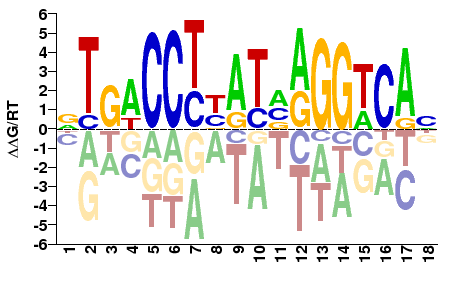 ΔΔG/RT
6
5
4
3
2
1
0
-1
-2
-3
-4
-5
-6
G T G A C C T T A T A A G G T C A C
A C T C C G C C G A G
G
C A T G A A G A C G T C C C C T T G
G A C G G A T A T A T G G C
T T T A A
1 2 3 4 5 6 7 8 9 10 11 12 13 14 15 16 17 18